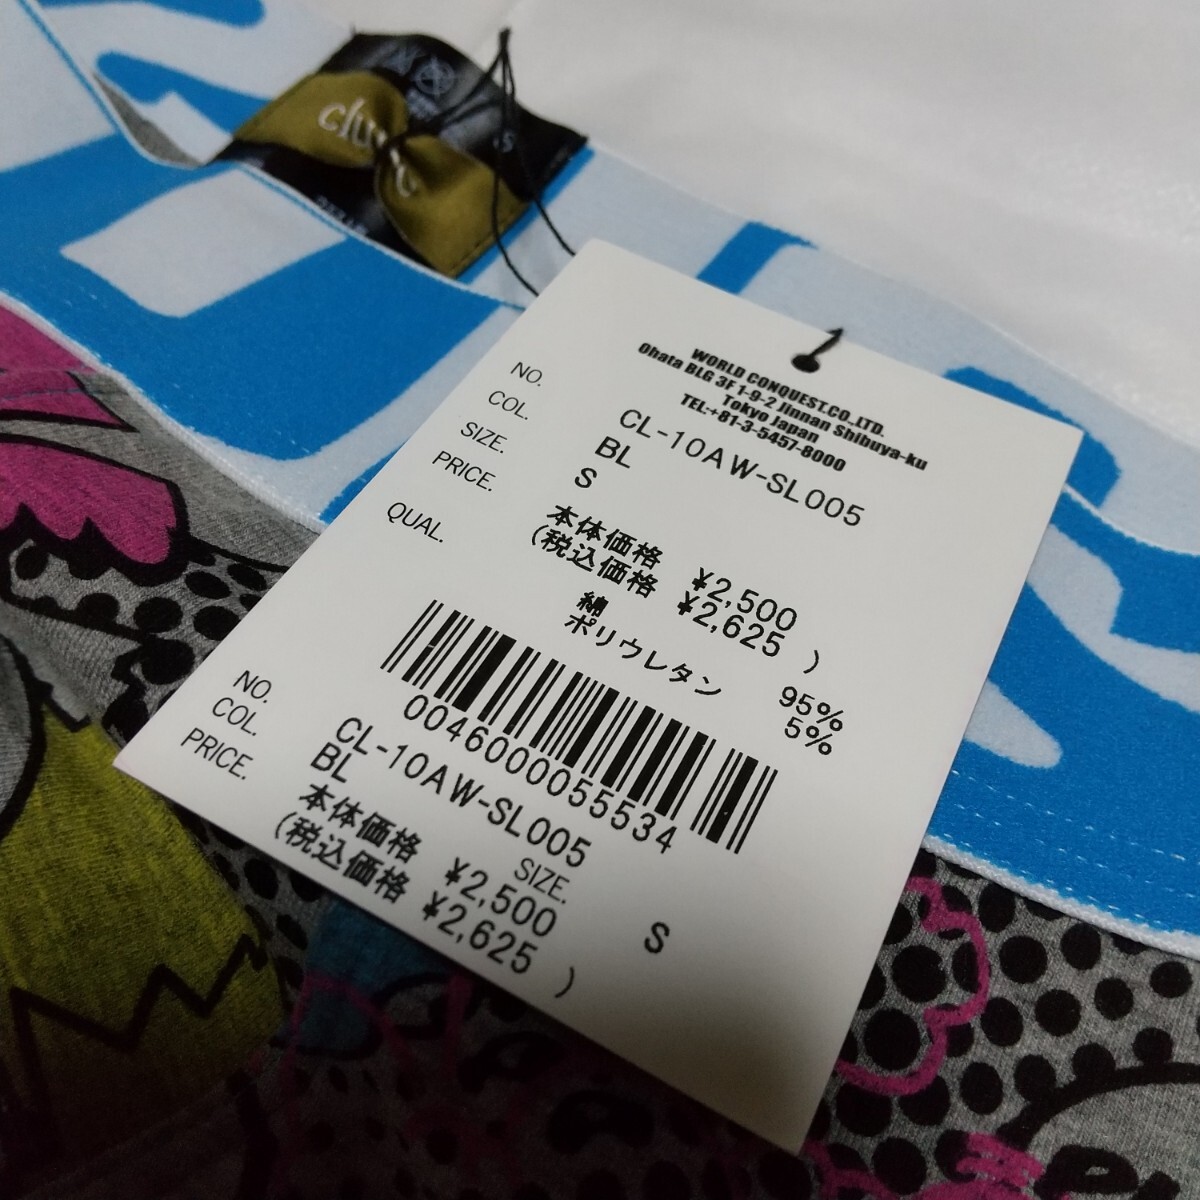 S
WORLD CONQUEST.CO.,LTD.
Ohata BLG 3F 1-9-2 Jinnan Shibuya-ku
Tokyo Japan
TEL:+81-3-5457-8000
NO. CL-10AW-SL005
COL. BL
SIZE. S
PRICE. 本体価格 ¥2,500
(税込価格 ¥2,625 )
QUAL. 綿 95%
ポリウレタン 5%
004600005553​4
NO. CL-10AW-SL005
COL. BL SIZE. S
PRICE. 本体価格 ¥2,500
(税込価格 ¥2,625 )